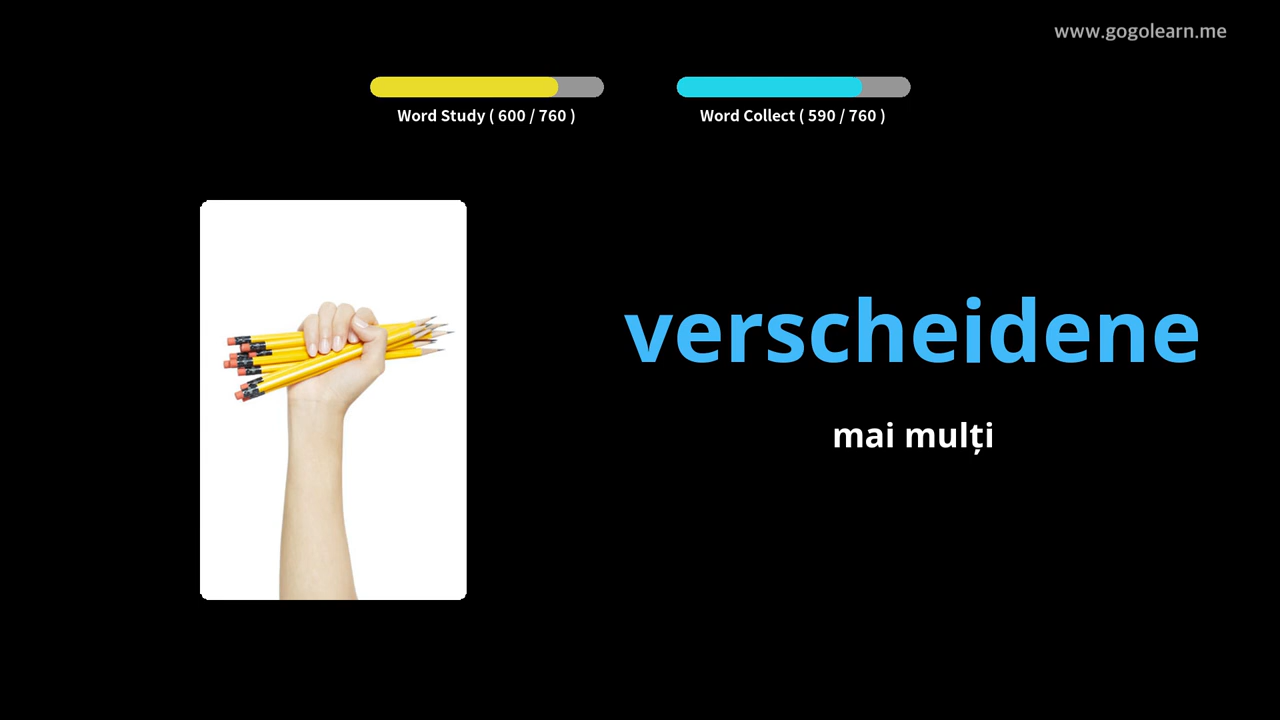 www.gogolearn.me
Word Study ( 600 / 760 )
Word Collect ( 590 / 760 )
verscheidene
mai mulți